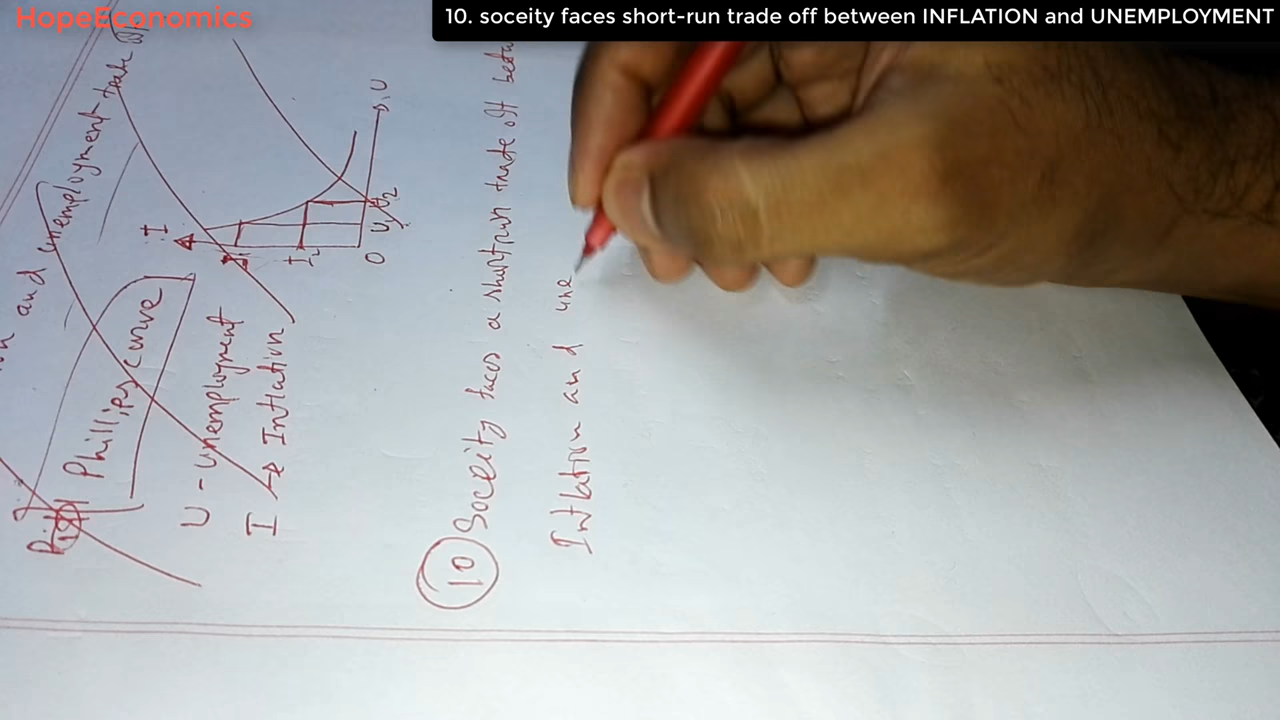 HopeEconomics
10. soceity faces short-run trade off between INFLATION and UNEMPLOYMENT
and unemployment trade off
Phillips curve
U - unemployment
I → Inflation
I
I2
O
U1 U2
U
10 Soceity faces a shortrun trade off betw
Inflation and une